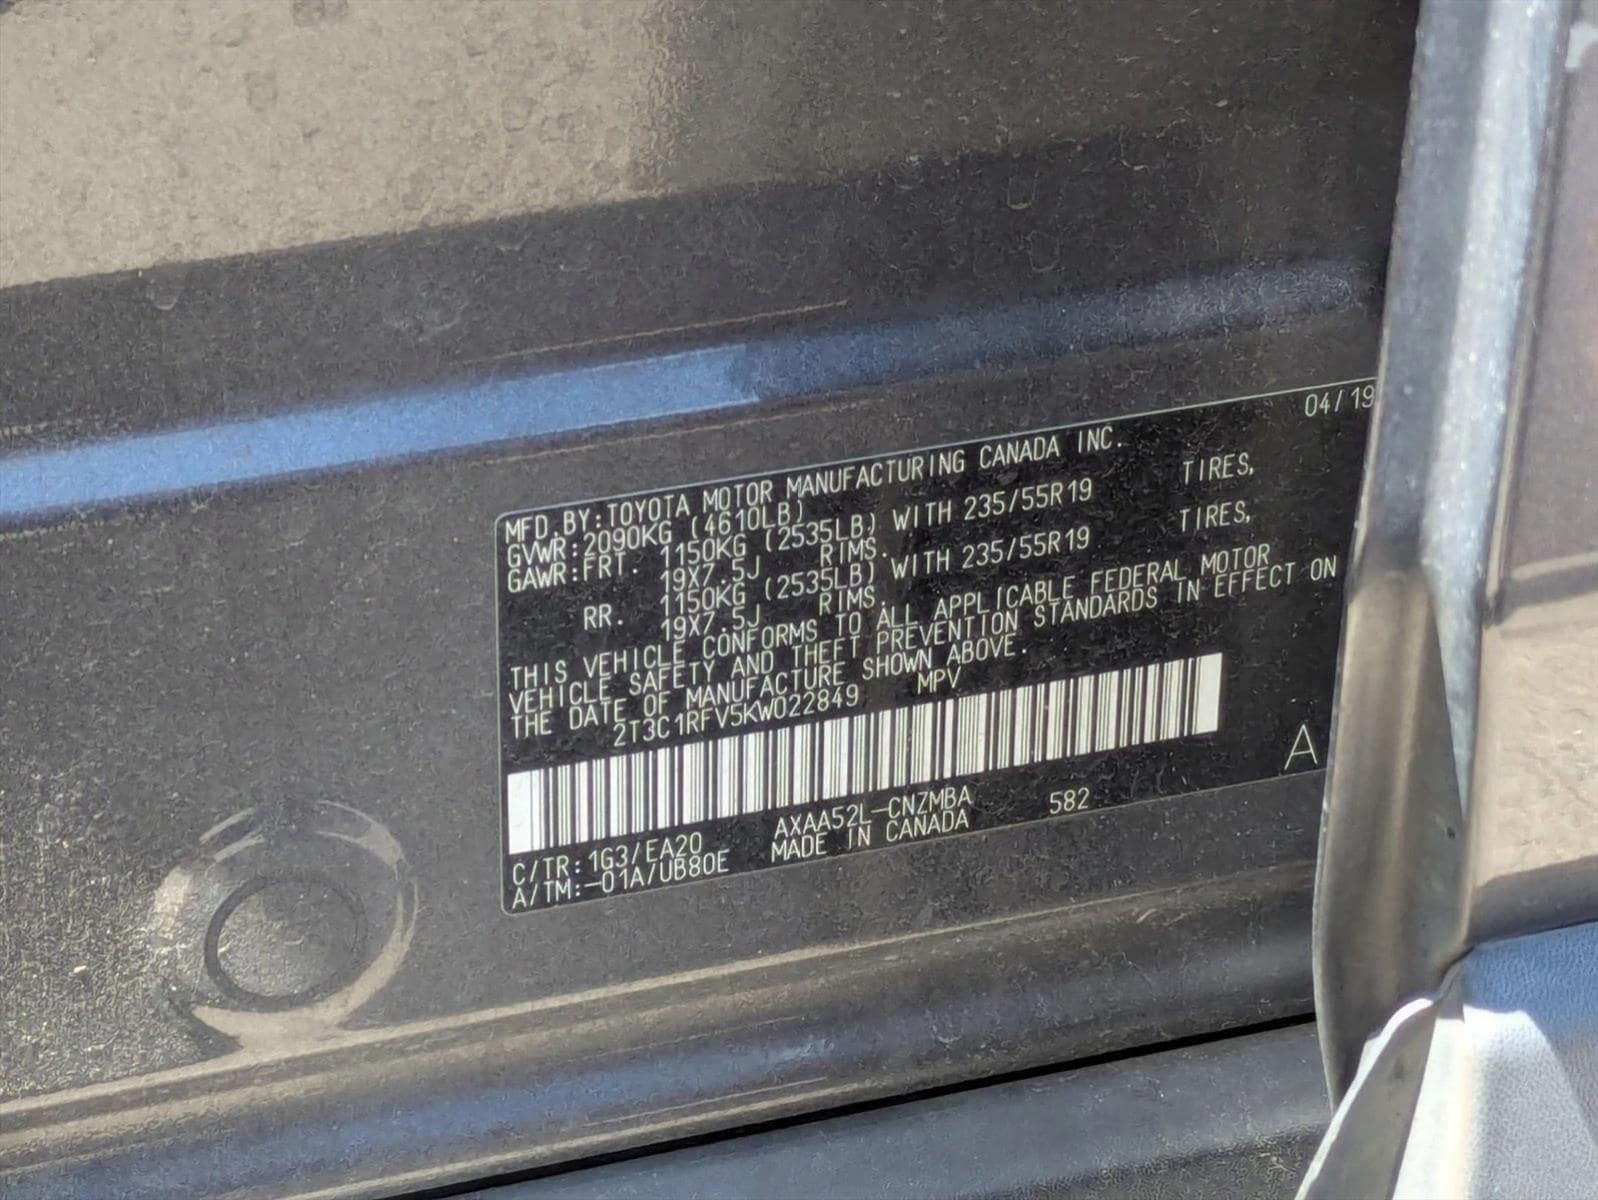 04/19
MFD.BY:TOYOTA MOTOR MANUFACTURING CANADA INC.
GVWR:2090KG (4610LB)
GAWR:FRT. 1150KG (2535LB) WITH 235/55R19 TIRES,
19X7.5J RIMS.
RR. 1150KG (2535LB) WITH 235/55R19 TIRES,
19X7.5J RIMS.
THIS VEHICLE CONFORMS TO ALL APPLICABLE FEDERAL MOTOR
VEHICLE SAFETY AND THEFT PREVENTION STANDARDS IN EFFECT ON
THE DATE OF MANUFACTURE SHOWN ABOVE.
2T3C1RFV5KW022849 MPV
A
C/TR:1G3/EA20 AXAA52L-CNZMBA 582
A/TM:-01A/UB80E MADE IN CANADA